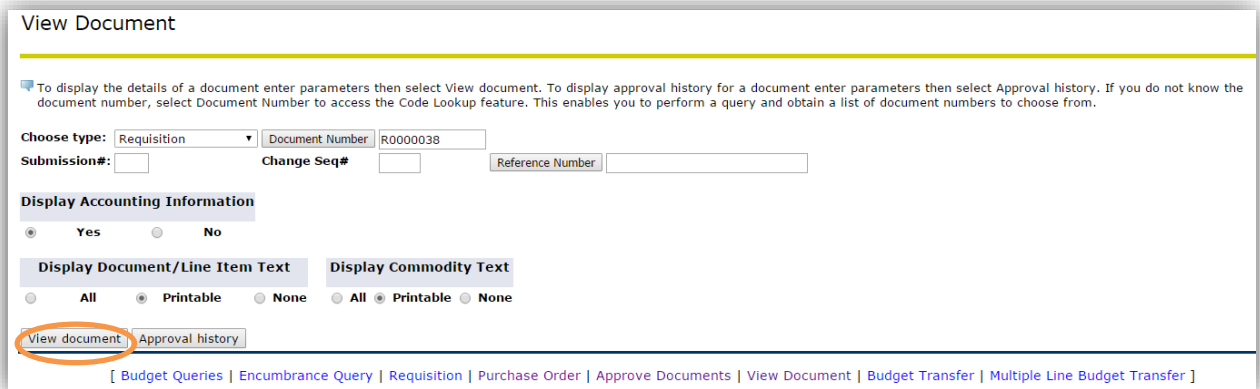 View Document
To display the details of a document enter parameters then select View document. To display approval history for a document enter parameters then select Approval history. If you do not know the
document number, select Document Number to access the Code Lookup feature. This enables you to perform a query and obtain a list of document numbers to choose from.
Choose type: Requisition Document Number R0000038
Submission#: Change Seq# Reference Number
Display Accounting Information
Yes No
Display Document/Line Item Text Display Commodity Text
All Printable None All Printable None
View document Approval history
[ Budget Queries | Encumbrance Query | Requisition | Purchase Order | Approve Documents | View Document | Budget Transfer | Multiple Line Budget Transfer ]